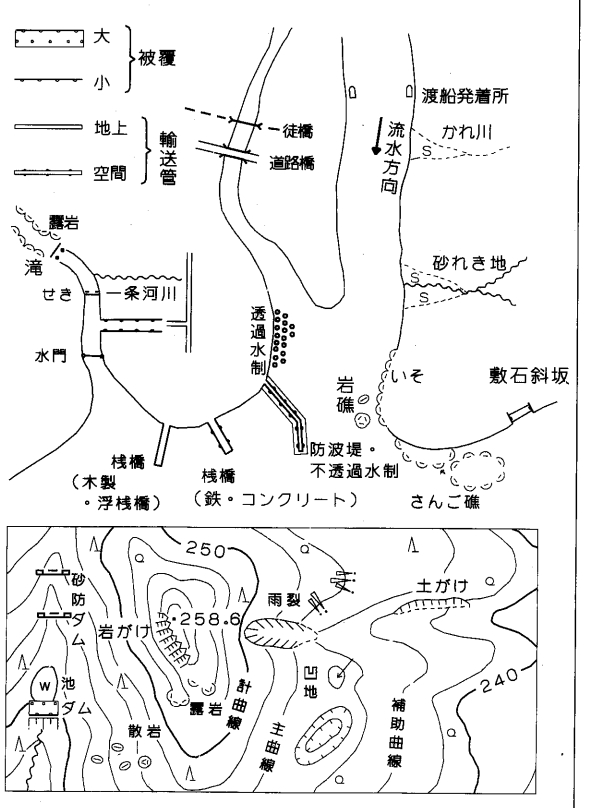 大
小
被覆
地上
空間
輸送管
徒橋
道路橋
渡船発着所
流水方向
かれ川
S
砂れき地
S
S
露岩
滝
せき
一条河川
水門
透過水制
岩礁
いそ
敷石斜坂
桟橋
（木製
・浮桟橋）
桟橋
（鉄・コンクリート）
防波堤・
不透過水制
さんご礁
250
砂防ダム
岩がけ
258.6
雨裂
土がけ
W
池
ダム
露岩
計曲線
凹地
主曲線
補助曲線
240
散岩